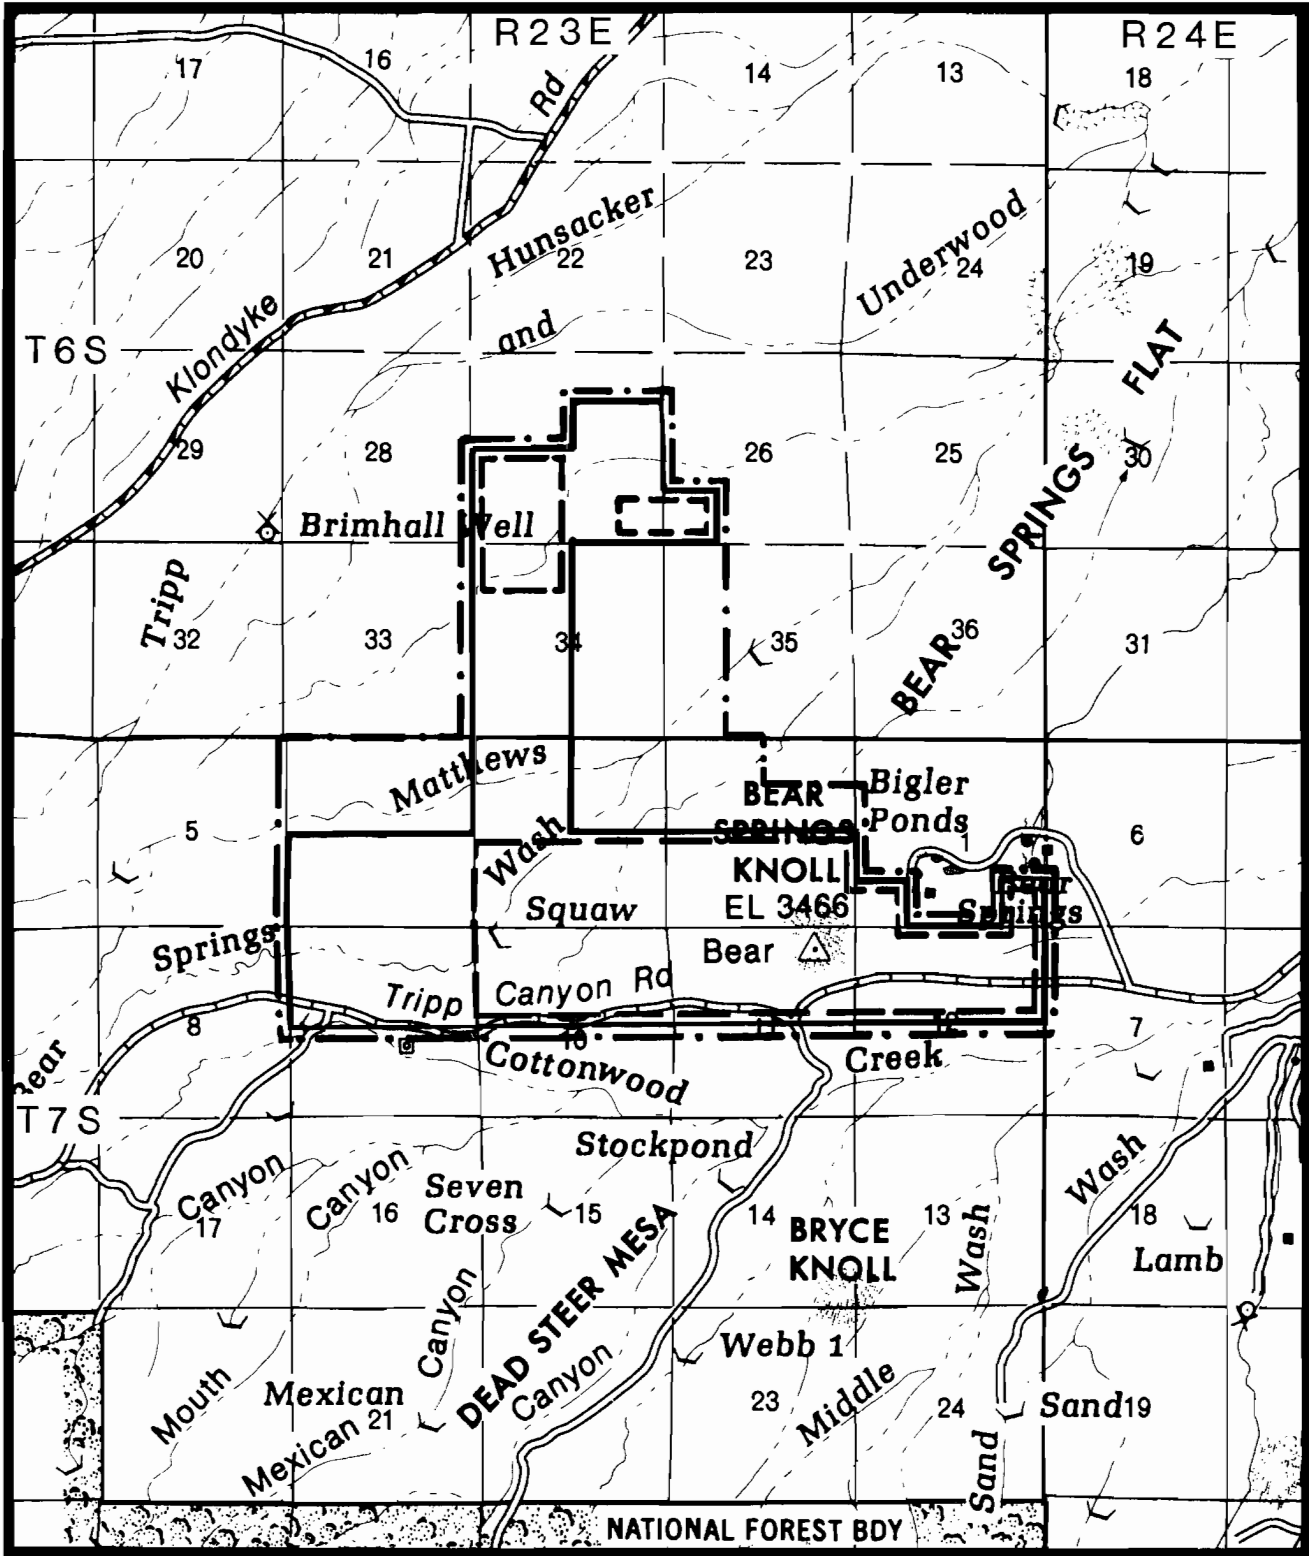 R23E
R24E
17
16
14
13
18
Rd
Hunsacker
Underwood
20
21
22
23
24
19
Klondyke
and
T6S
FLAT
29
28
26
25
30
SPRINGS
Brimhall Well
Tripp
32
33
34
35
36
31
BEAR
Matthews
Bigler
Ponds
BEAR
SPRINGS
KNOLL
EL 3466
5
Wash
1
6
Squaw
Springs
Bear
Springs
Tripp
Canyon Rd
8
10
11
12
7
Cottonwood
Creek
Bear
T7S
Stockpond
Wash
Canyon
Canyon
Seven
Cross
17
16
15
14
13
18
BRYCE
KNOLL
Wash
Lamb
DEAD STEER MESA
Canyon
Canyon
Webb 1
Mouth
Mexican
Mexican
21
23
Middle
24
Sand
19
Sand
NATIONAL FOREST BDY